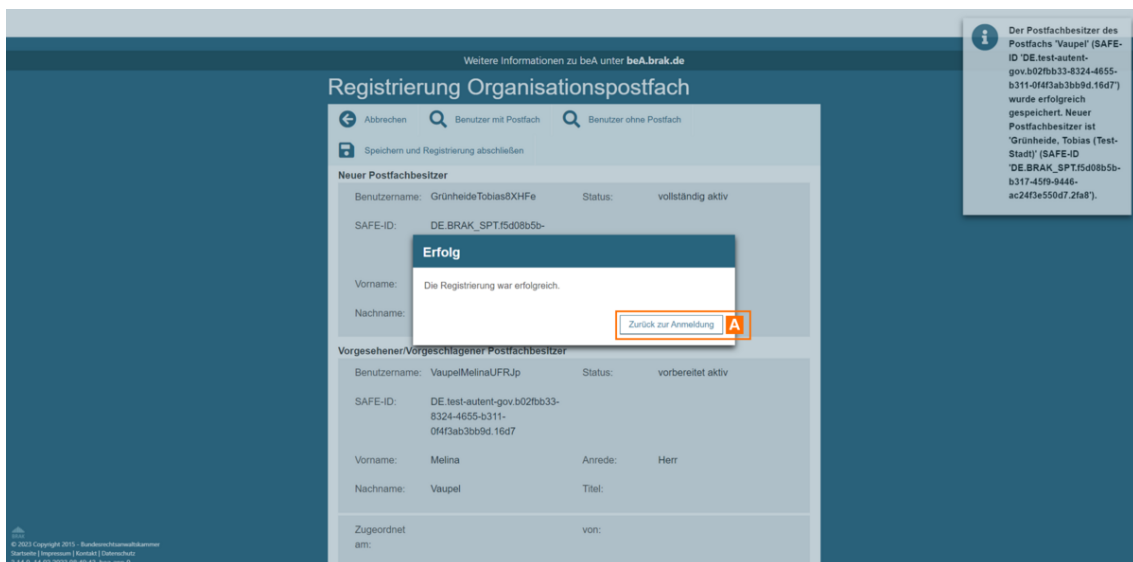 Weitere Informationen zu beA unter beA.brak.de
Registrierung Organisationspostfach
Abbrechen
Benutzer mit Postfach
Benutzer ohne Postfach
Speichern und Registrierung abschließen
Neuer Postfachbesitzer
Benutzername: GrünheideTobias8XHFe Status: vollständig aktiv
SAFE-ID: DE.BRAK_SPT.f5d08b5b-
Vorname:
Nachname:
Erfolg
Die Registrierung war erfolgreich.
Zurück zur Anmeldung A
Vorgesehener/Vorgeschlagener Postfachbesitzer
Benutzername: VaupelMelinaUFRJp Status: vorbereitet aktiv
SAFE-ID: DE.test-autent-gov.b02fbb33-
8324-4655-b311-
0f4f3ab3bb9d.16d7
Vorname: Melina Anrede: Herr
Nachname: Vaupel Titel:
Zugeordnet von:
am:
Der Postfachbesitzer des
Postfachs 'Vaupel' (SAFE-
ID 'DE.test-autent-
gov.b02fbb33-8324-4655-
b311-0f4f3ab3bb9d.16d7')
wurde erfolgreich
gespeichert. Neuer
Postfachbesitzer ist
'Grünheide, Tobias (Test-
Stadt)' (SAFE-ID
'DE.BRAK_SPT.f5d08b5b-
b317-45f9-9446-
ac24f3e550d7.2fa8').
© 2023 Copyright 2015 - Bundesrechtsanwaltskammer
Startseite | Impressum | Kontakt | Datenschutz